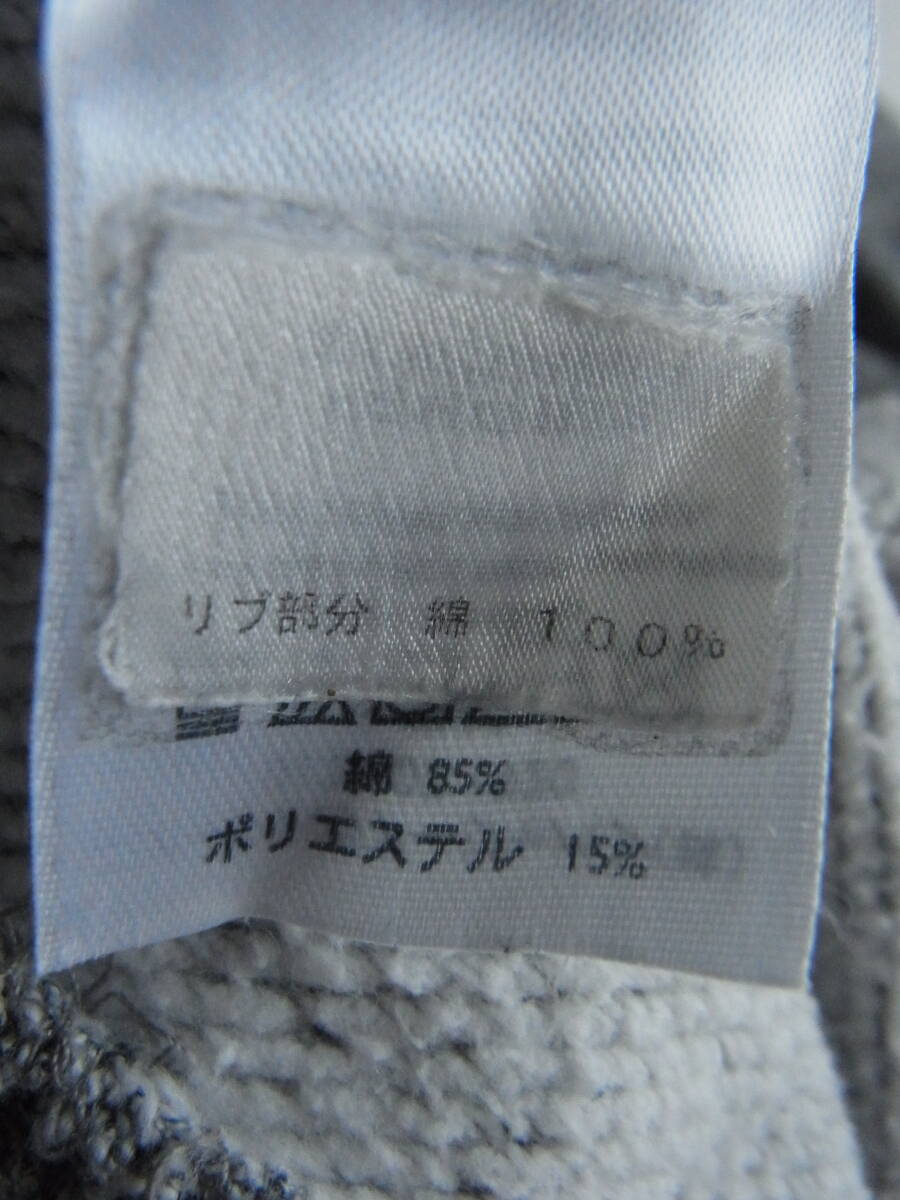 リブ部分 綿 100%
綿 85%
ポリエステル 15%